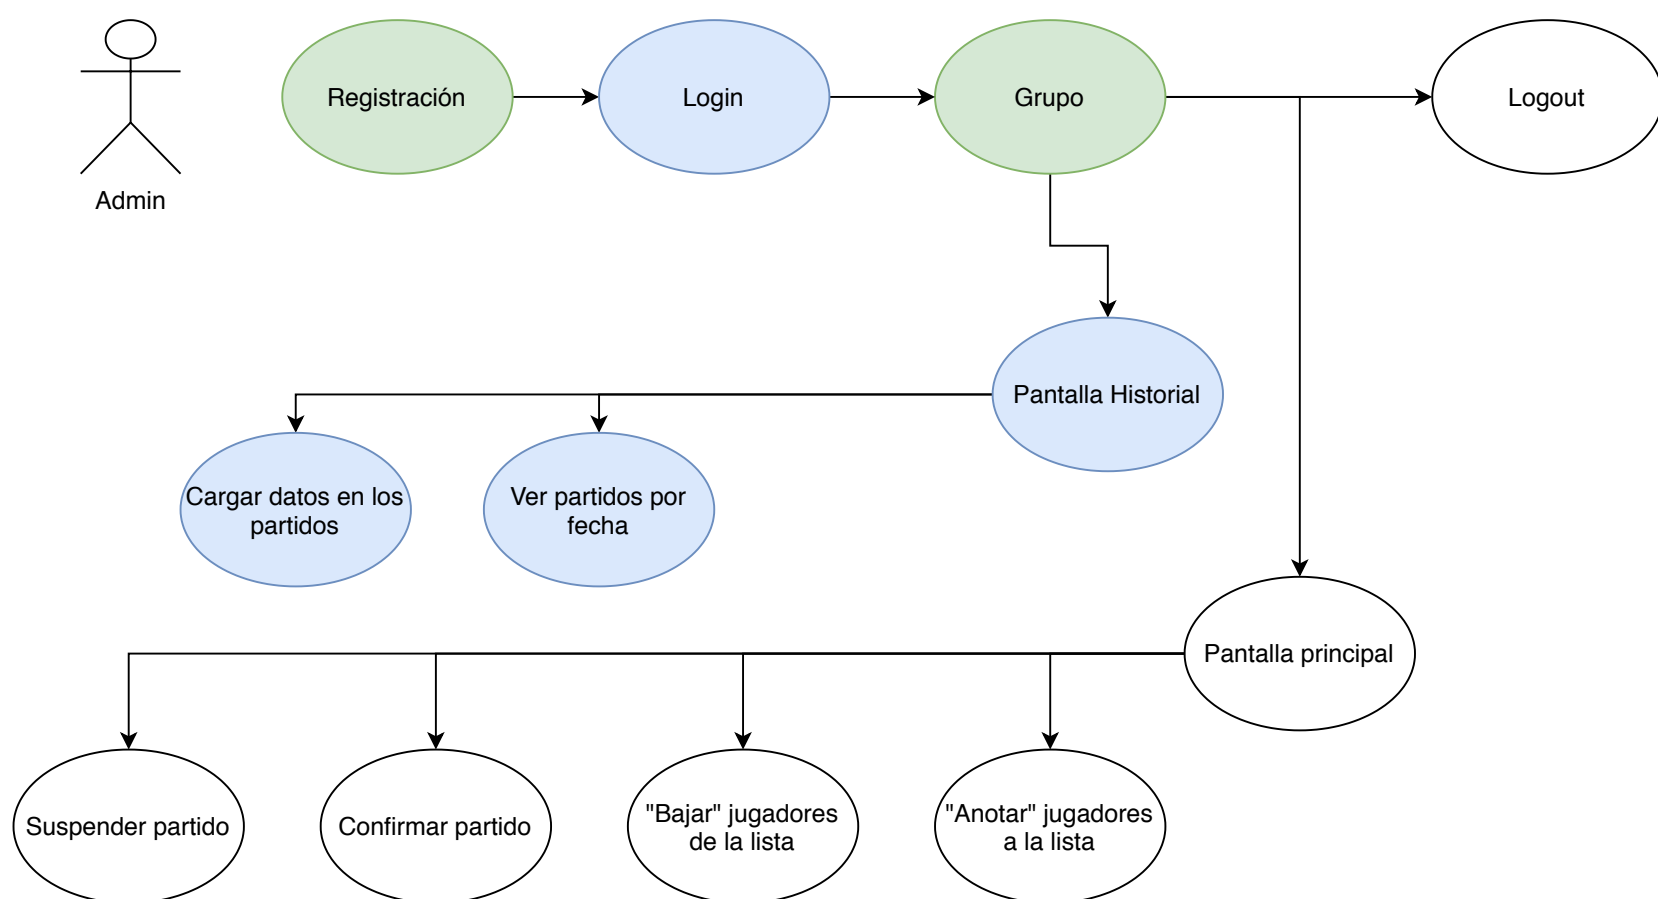 Registración
Login
Grupo
Logout
Admin
Pantalla Historial
Cargar datos en los
partidos
Ver partidos por
fecha
Pantalla principal
Suspender partido
Confirmar partido
"Bajar" jugadores
de la lista
"Anotar" jugadores
a la lista